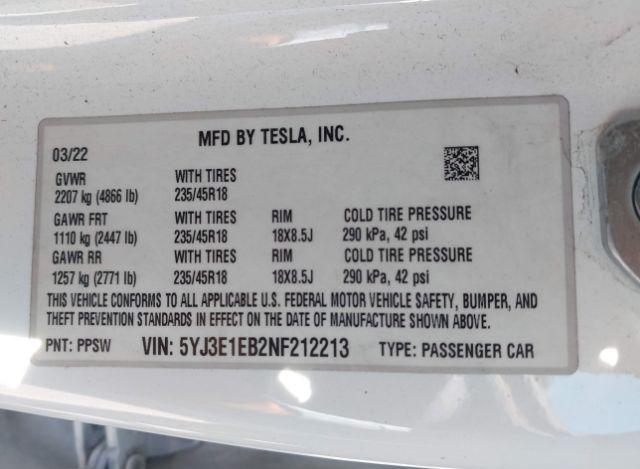 MFD BY TESLA, INC.
03/22
GVWR WITH TIRES
2207 kg (4866 lb) 235/45R18
GAWR FRT WITH TIRES RIM COLD TIRE PRESSURE
1110 kg (2447 lb) 235/45R18 18X8.5J 290 kPa, 42 psi
GAWR RR WITH TIRES RIM COLD TIRE PRESSURE
1257 kg (2771 lb) 235/45R18 18X8.5J 290 kPa, 42 psi
THIS VEHICLE CONFORMS TO ALL APPLICABLE U.S. FEDERAL MOTOR VEHICLE SAFETY, BUMPER, AND
THEFT PREVENTION STANDARDS IN EFFECT ON THE DATE OF MANUFACTURE SHOWN ABOVE.
PNT: PPSW VIN: 5YJ3E1EB2NF212213 TYPE: PASSENGER CAR